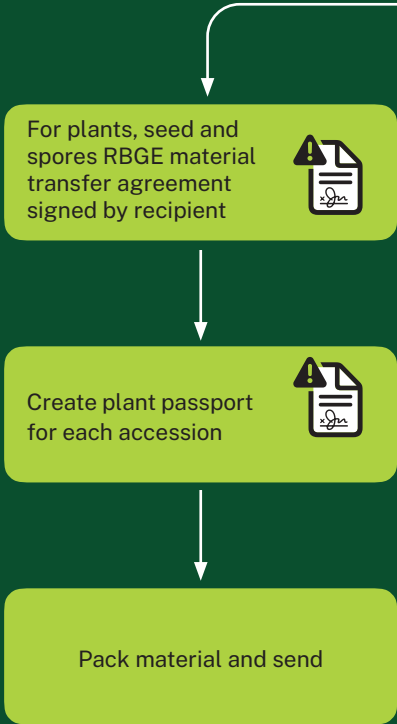 For plants, seed and
spores RBGE material
transfer agreement
signed by recipient
Create plant passport
for each accession
Pack material and send